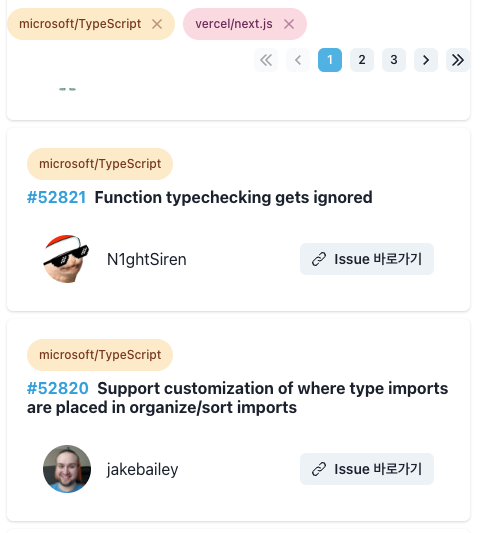 microsoft/TypeScript
vercel/next.js
1 2 3
microsoft/TypeScript
#52821 Function typechecking gets ignored
N1ghtSiren
Issue 바로가기
microsoft/TypeScript
#52820 Support customization of where type imports
are placed in organize/sort imports
jakebailey
Issue 바로가기